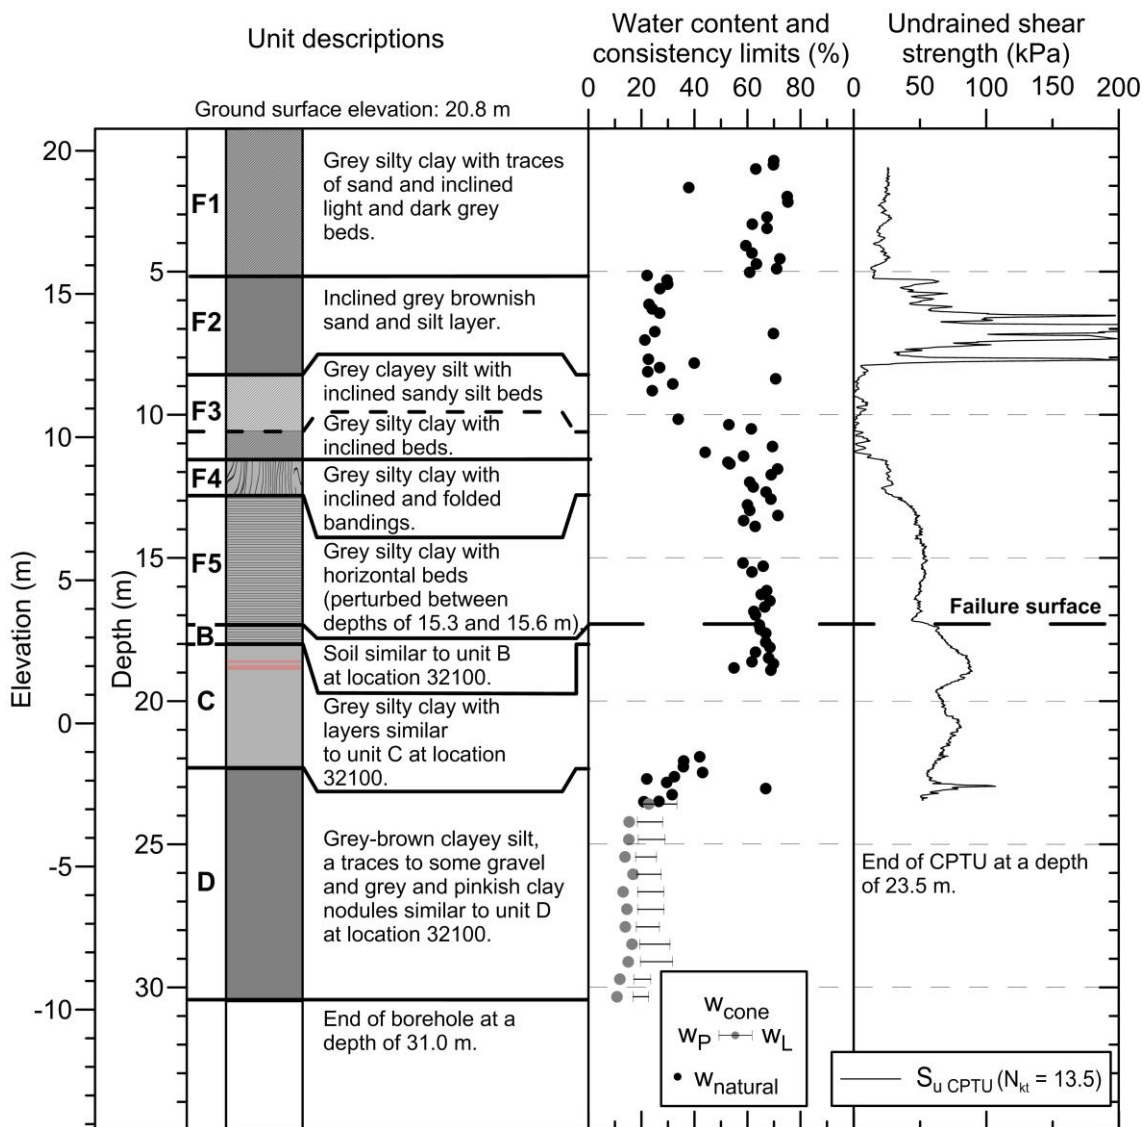 Unit descriptions
Water content and
consistency limits (%)
Undrained shear
strength (kPa)
0 20 40 60 80 0 50 100 150 200
Ground surface elevation: 20.8 m
Elevation (m)
20
15
10
5
0
-5
-10
Depth (m)
5
10
15
20
25
30
F1
Grey silty clay with traces
of sand and inclined
light and dark grey
beds.
F2
Inclined grey brownish
sand and silt layer.
F3
Grey clayey silt with
inclined sandy silt beds
Grey silty clay with
inclined beds.
F4
Grey silty clay with
inclined and folded
bandings.
F5
Grey silty clay with
horizontal beds
(perturbed between
depths of 15.3 and 15.6 m)
Failure surface
B
Soil similar to unit B
at location 32100.
C
Grey silty clay with
layers similar
to unit C at location
32100.
D
Grey-brown clayey silt,
a traces to some gravel
and grey and pinkish clay
nodules similar to unit D
at location 32100.
End of CPTU at a depth
of 23.5 m.
End of borehole at a
depth of 31.0 m.
wcone
wP wL
wnatural
Su CPTU (Nkt = 13.5)